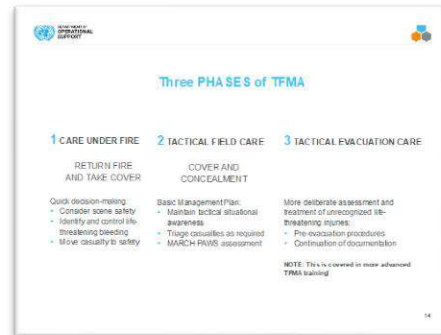 DEPARTMENT OF
OPERATIONAL
SUPPORT
Three PHASES of TFMA
1 CARE UNDER FIRE
RETURN FIRE
AND TAKE COVER
Quick decision-making:
• Consider scene safety
• Identify and control life-
threatening bleeding
• Move casualty to safety
2 TACTICAL FIELD CARE
COVER AND
CONCEALMENT
Basic Management Plan:
• Maintain tactical situational
awareness
• Triage casualties as required
• MARCH PAWS assessment
3 TACTICAL EVACUATION CARE
More deliberate assessment and
treatment of unrecognized life-
threatening injuries:
• Pre-evacuation procedures
• Continuation of documentation
NOTE: This is covered in more advanced
TFMA training
14